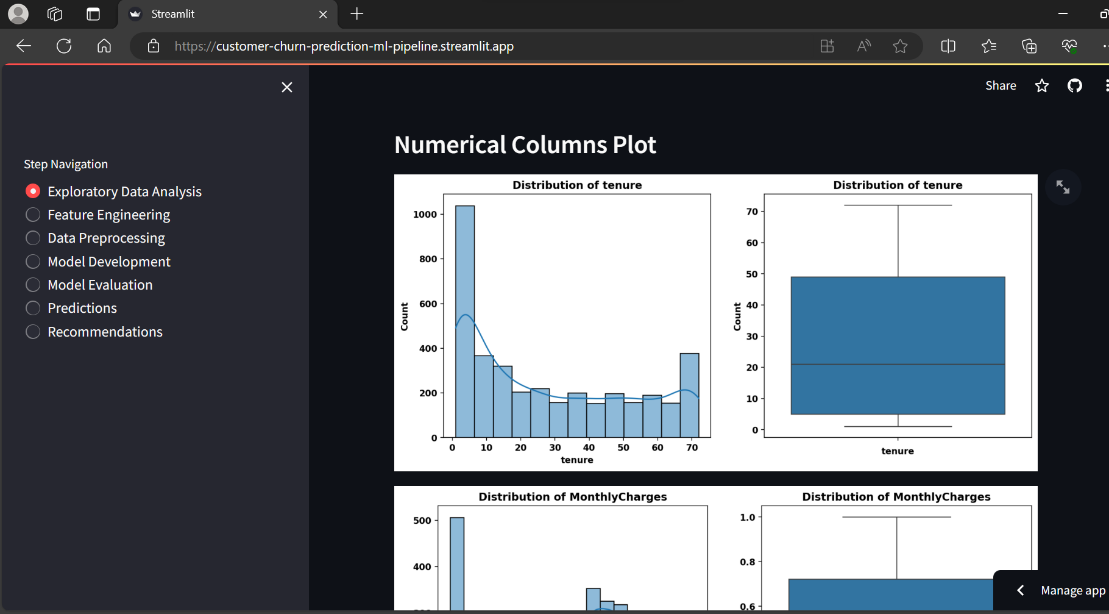 Streamlit
https://customer-churn-prediction-ml-pipeline.streamlit.app
Share
Step Navigation
Exploratory Data Analysis
Feature Engineering
Data Preprocessing
Model Development
Model Evaluation
Predictions
Recommendations
Numerical Columns Plot
Distribution of tenure
1000
800
600
400
200
0
Count
0 10 20 30 40 50 60 70
tenure
Distribution of tenure
70
60
50
40
30
20
10
0
Count
tenure
Distribution of MonthlyCharges
500
400
Distribution of MonthlyCharges
1.0
0.8
0.6
Manage app